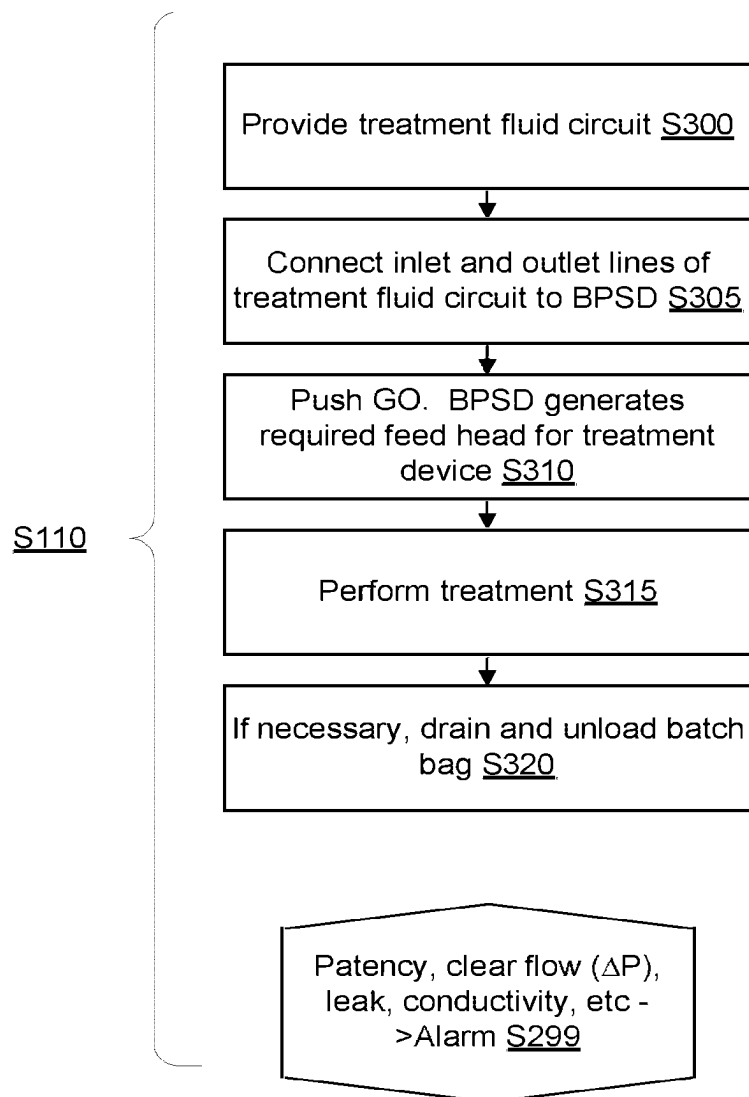 Provide treatment fluid circuit S300
Connect inlet and outlet lines of
treatment fluid circuit to BPSD S305
Push GO. BPSD generates
required feed head for treatment
device S310
S110
Perform treatment S315
If necessary, drain and unload batch
bag S320
Patency, clear flow (ΔP),
leak, conductivity, etc -
>Alarm S299